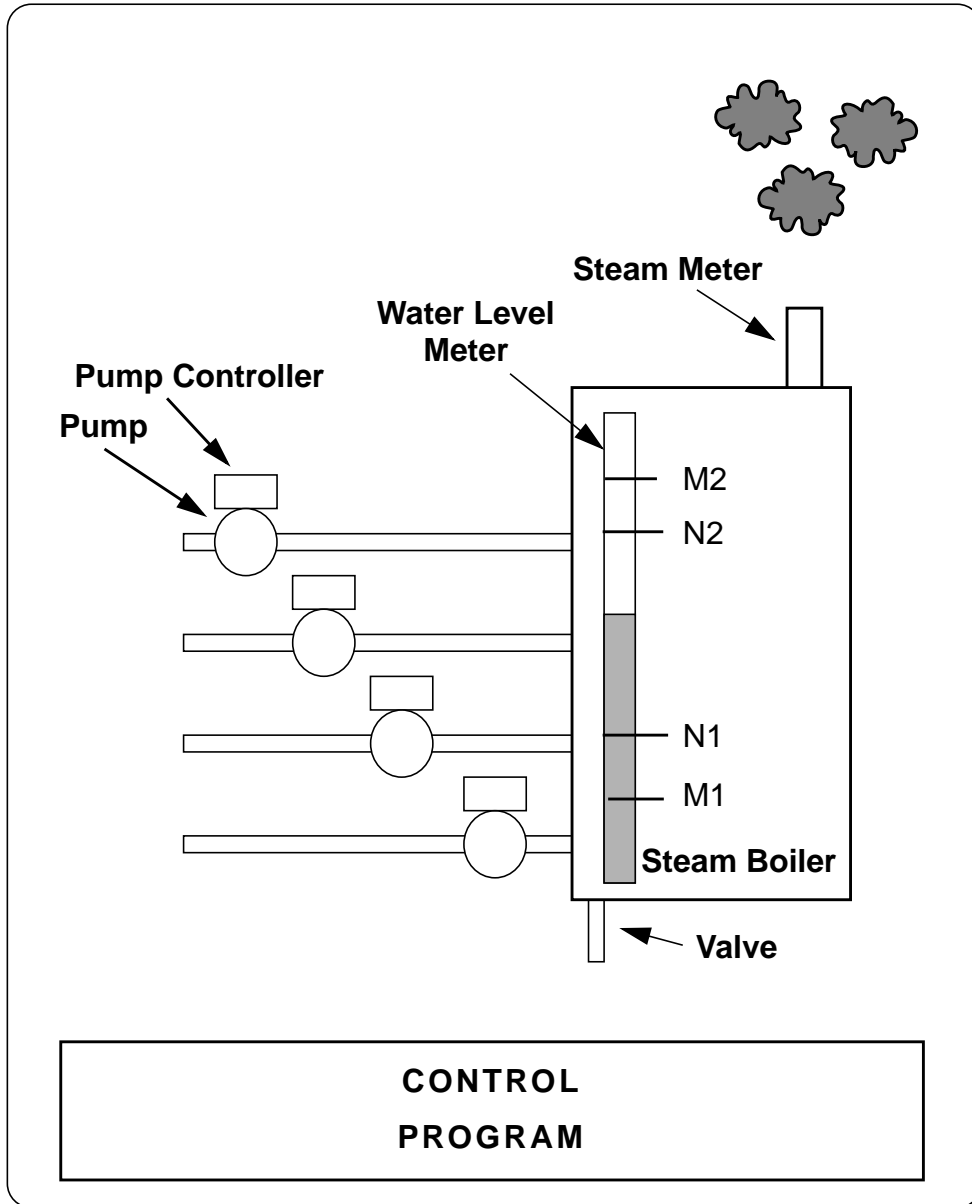 Steam Meter
Water Level
Meter
Pump Controller
Pump
M2
N2
N1
M1
Steam Boiler
Valve
CONTROL
PROGRAM